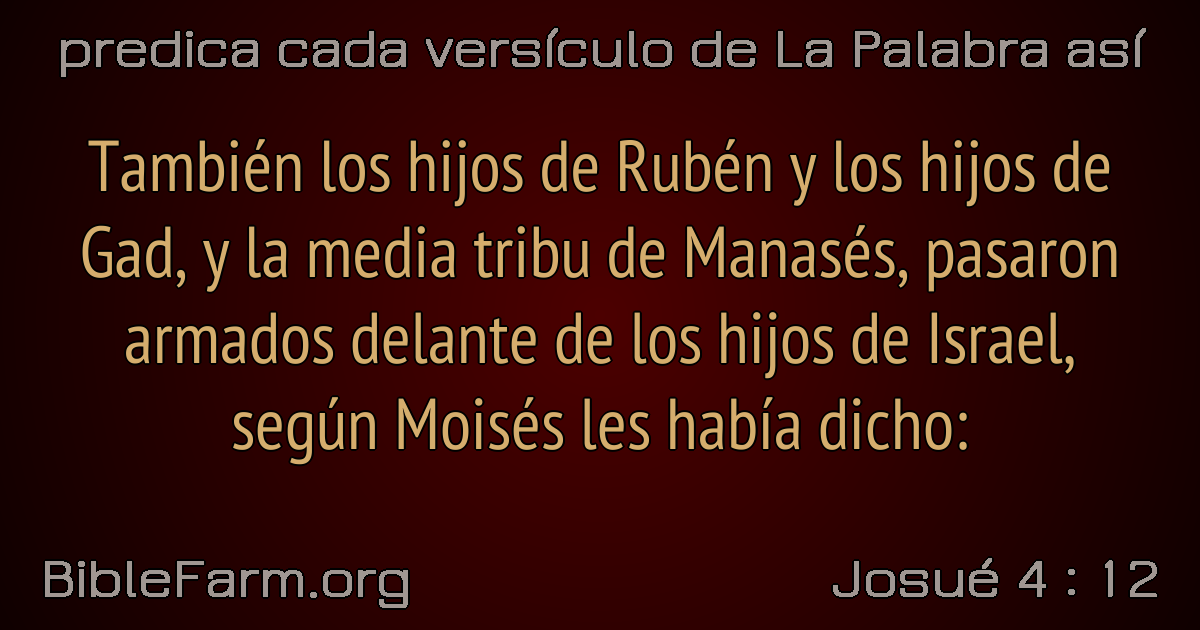 predica cada versículo de La Palabra así
También los hijos de Rubén y los hijos de
Gad, y la media tribu de Manasés, pasaron
armados delante de los hijos de Israel,
según Moisés les había dicho:
BibleFarm.org
Josué 4 : 12